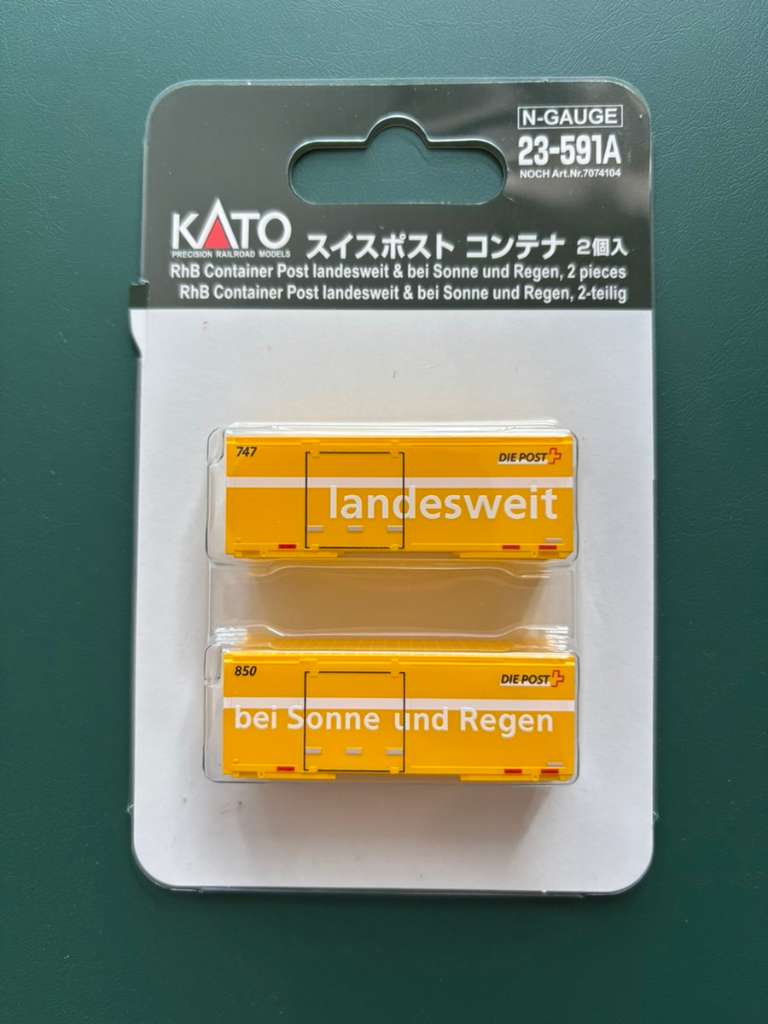 N-GAUGE
23-591A
NOCH Art.Nr.7074104
KATO
PRECISION RAILROAD MODELS
スイスポスト コンテナ 2個入
RhB Container Post landesweit & bei Sonne und Regen, 2 pieces
RhB Container Post landesweit & bei Sonne und Regen, 2-teilig
747
DIE POST
landesweit
850
DIE POST
bei Sonne und Regen